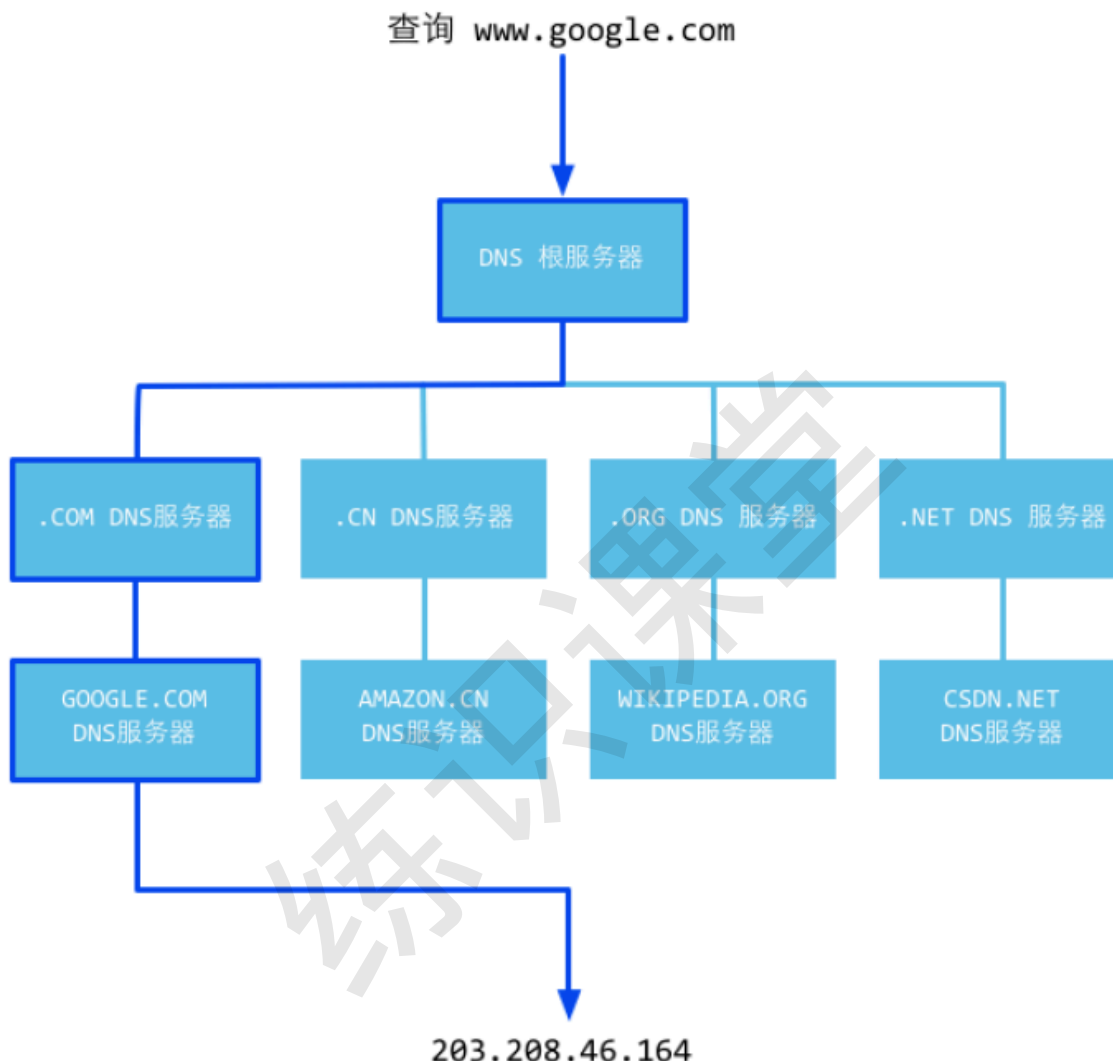 查询 www.google.com
DNS 根服务器
.COM DNS服务器
.CN DNS服务器
.ORG DNS 服务器
.NET DNS 服务器
GOOGLE.COM
DNS服务器
AMAZON.CN
DNS服务器
WIKIPEDIA.ORG
DNS服务器
CSDN.NET
DNS服务器
203.208.46.164
练识课堂